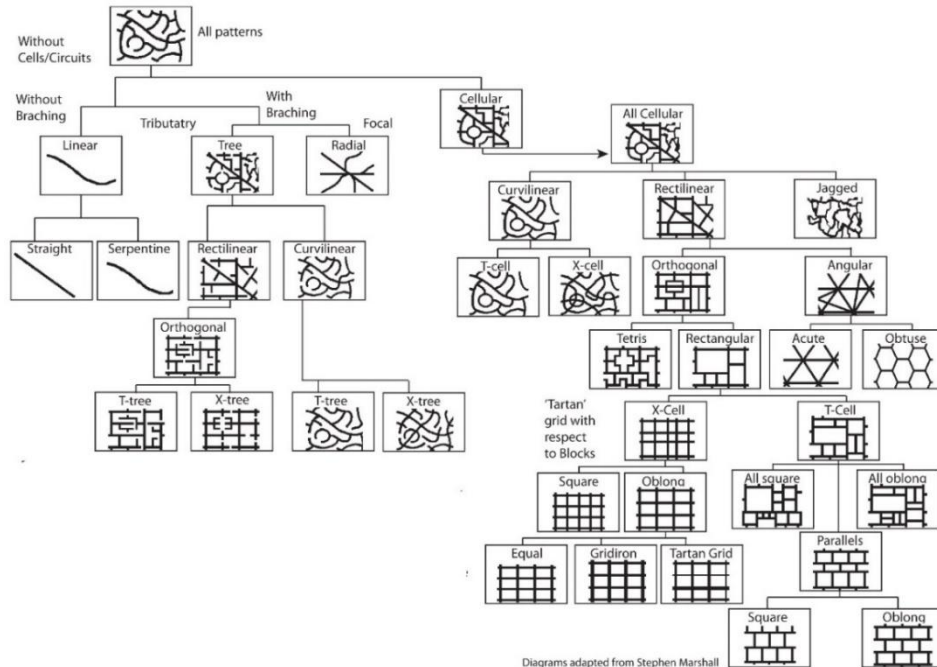 All patterns
Without
Cells/Circuits
Without
Braching
With
Braching
Tributatry
Focal
Linear
Tree
Radial
Cellular
All Cellular
Straight
Serpentine
Rectilinear
Curvilinear
Orthogonal
T-tree
X-tree
T-tree
X-tree
Curvilinear
Rectilinear
Jagged
T-cell
X-cell
Orthogonal
Angular
Tetris
Rectangular
Acute
Obtuse
'Tartan'
grid with
respect
to Blocks
X-Cell
T-Cell
Square
Oblong
All square
All oblong
Equal
Gridiron
Tartan Grid
Parallels
Square
Oblong
Diagrams adapted from Stephen Marshall